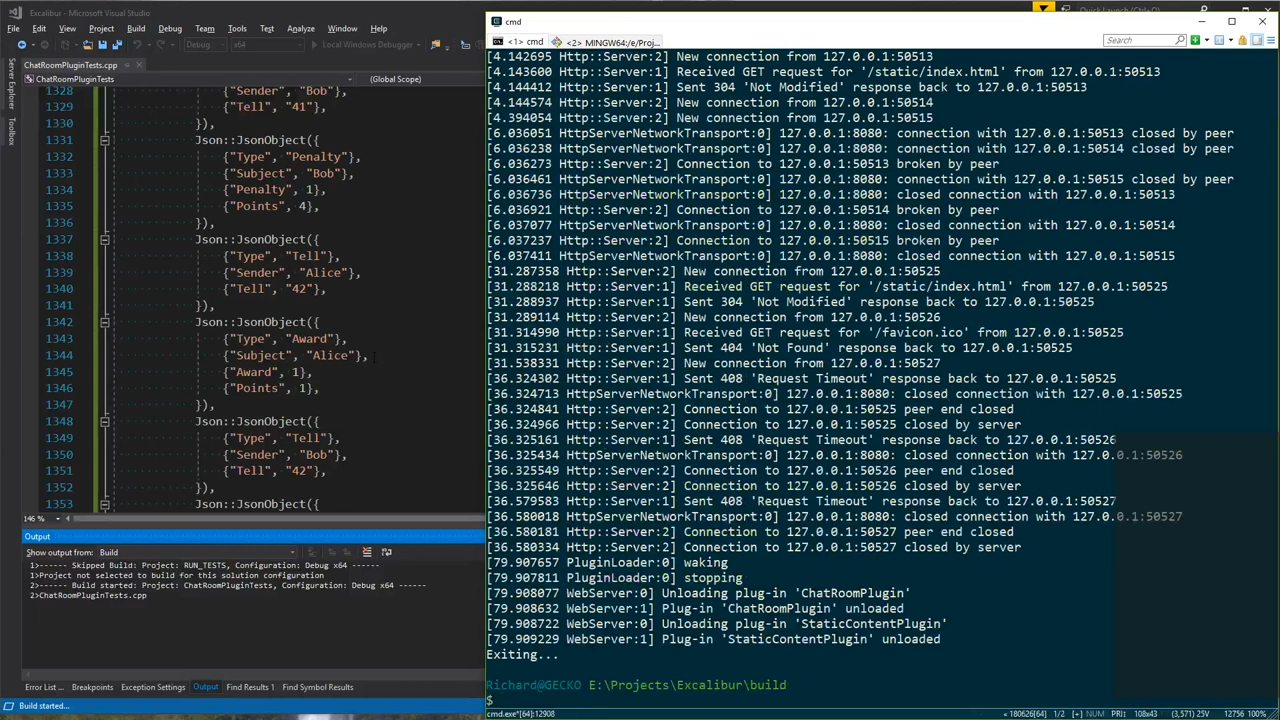 Excalibur - Microsoft Visual Studio
Quick Launch (Ctrl+Q)
File Edit View Project Build Debug Team Tools Test Analyze Window Help
Debug x64 Local Windows Debugger
ChatRoomPluginTests.cpp
ChatRoomPluginTests (Global Scope)
Server Explorer
Toolbox
1328 {"Sender", "Bob"},
1329 {"Tell", "41"},
1330 }),
1331 Json::JsonObject({
1332 {"Type", "Penalty"},
1333 {"Subject", "Bob"},
1334 {"Penalty", 1},
1335 {"Points", 4},
1336 }),
1337 Json::JsonObject({
1338 {"Type", "Tell"},
1339 {"Sender", "Alice"},
1340 {"Tell", "42"},
1341 }),
1342 Json::JsonObject({
1343 {"Type", "Award"},
1344 {"Subject", "Alice"},
1345 {"Award", 1},
1346 {"Points", 1},
1347 }),
1348 Json::JsonObject({
1349 {"Type", "Tell"},
1350 {"Sender", "Bob"},
1351 {"Tell", "42"},
1352 }),
1353 Json::JsonObject({
146 %
Output
Show output from: Build
1>------ Skipped Build: Project: RUN_TESTS, Configuration: Debug x64 ------
1>Project not selected to build for this solution configuration
2>------ Build started: Project: ChatRoomPluginTests, Configuration: Debug x64 ------
2>ChatRoomPluginTests.cpp
Error List ... Breakpoints Exception Settings Output Find Results 1 Find Symbol Results
Build started...
cmd
<1> cmd <2> MINGW64:/e/Proj...
Search
[4.142695 Http::Server:2] New connection from 127.0.0.1:50513
[4.143600 Http::Server:1] Received GET request for '/static/index.html' from 127.0.0.1:50513
[4.144412 Http::Server:1] Sent 304 'Not Modified' response back to 127.0.0.1:50513
[4.144574 Http::Server:2] New connection from 127.0.0.1:50514
[4.394054 Http::Server:2] New connection from 127.0.0.1:50515
[6.036051 HttpServerNetworkTransport:0] 127.0.0.1:8080: connection with 127.0.0.1:50513 closed by peer
[6.036238 HttpServerNetworkTransport:0] 127.0.0.1:8080: connection with 127.0.0.1:50514 closed by peer
[6.036273 Http::Server:2] Connection to 127.0.0.1:50513 broken by peer
[6.036461 HttpServerNetworkTransport:0] 127.0.0.1:8080: connection with 127.0.0.1:50515 closed by peer
[6.036736 HttpServerNetworkTransport:0] 127.0.0.1:8080: closed connection with 127.0.0.1:50513
[6.036921 Http::Server:2] Connection to 127.0.0.1:50514 broken by peer
[6.037077 HttpServerNetworkTransport:0] 127.0.0.1:8080: closed connection with 127.0.0.1:50514
[6.037237 Http::Server:2] Connection to 127.0.0.1:50515 broken by peer
[6.037411 HttpServerNetworkTransport:0] 127.0.0.1:8080: closed connection with 127.0.0.1:50515
[31.287358 Http::Server:2] New connection from 127.0.0.1:50525
[31.288218 Http::Server:1] Received GET request for '/static/index.html' from 127.0.0.1:50525
[31.288937 Http::Server:1] Sent 304 'Not Modified' response back to 127.0.0.1:50525
[31.289114 Http::Server:2] New connection from 127.0.0.1:50526
[31.314990 Http::Server:1] Received GET request for '/favicon.ico' from 127.0.0.1:50525
[31.315231 Http::Server:1] Sent 404 'Not Found' response back to 127.0.0.1:50525
[31.538331 Http::Server:2] New connection from 127.0.0.1:50527
[36.324302 Http::Server:1] Sent 408 'Request Timeout' response back to 127.0.0.1:50525
[36.324713 HttpServerNetworkTransport:0] 127.0.0.1:8080: closed connection with 127.0.0.1:50525
[36.324841 Http::Server:2] Connection to 127.0.0.1:50525 peer end closed
[36.324966 Http::Server:2] Connection to 127.0.0.1:50525 closed by server
[36.325161 Http::Server:1] Sent 408 'Request Timeout' response back to 127.0.0.1:50526
[36.325434 HttpServerNetworkTransport:0] 127.0.0.1:8080: closed connection with 127.0.0.1:50526
[36.325549 Http::Server:2] Connection to 127.0.0.1:50526 peer end closed
[36.325646 Http::Server:2] Connection to 127.0.0.1:50526 closed by server
[36.579583 Http::Server:1] Sent 408 'Request Timeout' response back to 127.0.0.1:50527
[36.580018 HttpServerNetworkTransport:0] 127.0.0.1:8080: closed connection with 127.0.0.1:50527
[36.580181 Http::Server:2] Connection to 127.0.0.1:50527 peer end closed
[36.580334 Http::Server:2] Connection to 127.0.0.1:50527 closed by server
[79.907657 PluginLoader:0] waking
[79.907811 PluginLoader:0] stopping
[79.908077 WebServer:0] Unloading plug-in 'ChatRoomPlugin'
[79.908632 WebServer:1] Plug-in 'ChatRoomPlugin' unloaded
[79.908722 WebServer:0] Unloading plug-in 'StaticContentPlugin'
[79.909229 WebServer:1] Plug-in 'StaticContentPlugin' unloaded
Exiting...
Richard@GECKO E:\Projects\Excalibur\build
$
cmd.exe*[64]:12908 « 180626[64] 1/2 [+] NUM PRI↕ 108x43 (3,571) 25V 12756 100%